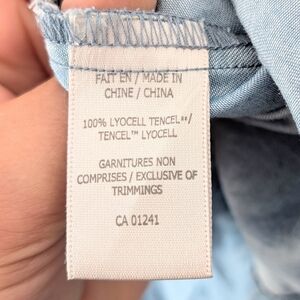 FAIT EN / MADE IN
CHINE / CHINA
100% LYOCELL TENCEL™/
TENCEL™ LYOCELL
GARNITURES NON
COMPRISES / EXCLUSIVE OF
TRIMMINGS
CA 01241